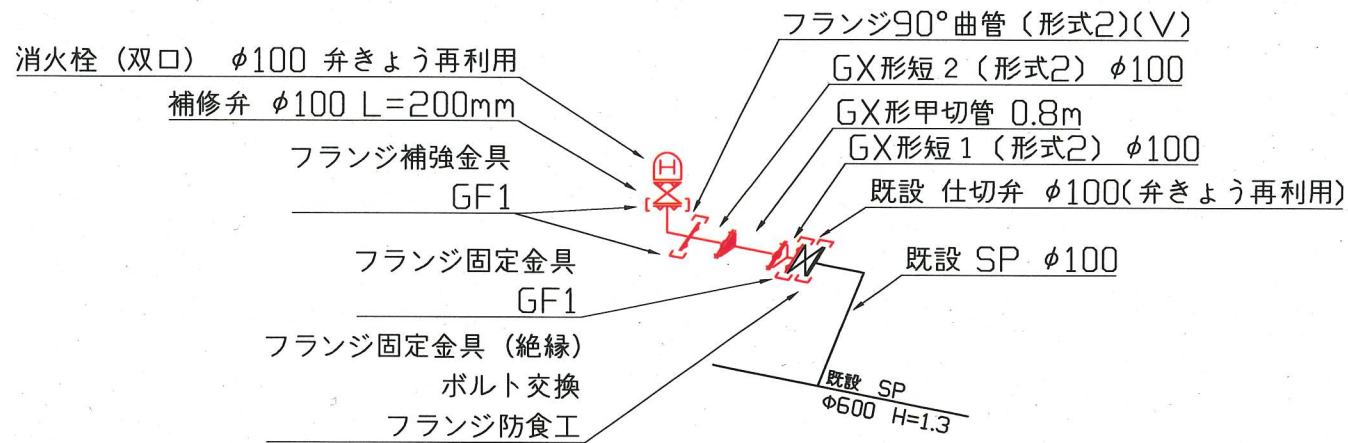 フランジ90°曲管（形式2）(V)
消火栓（双口） φ100 弁きょう再利用
GX形短２（形式2） φ100
補修弁 φ100 L=200mm
GX形甲切管 0.8m
フランジ補強金具
GF1
GX形短１（形式2） φ100
H
既設 仕切弁 φ100(弁きょう再利用)
フランジ固定金具
GF1
既設 SP φ100
フランジ固定金具（絶縁）
ボルト交換
フランジ防食工
既設 SP
Φ600 H=1.3